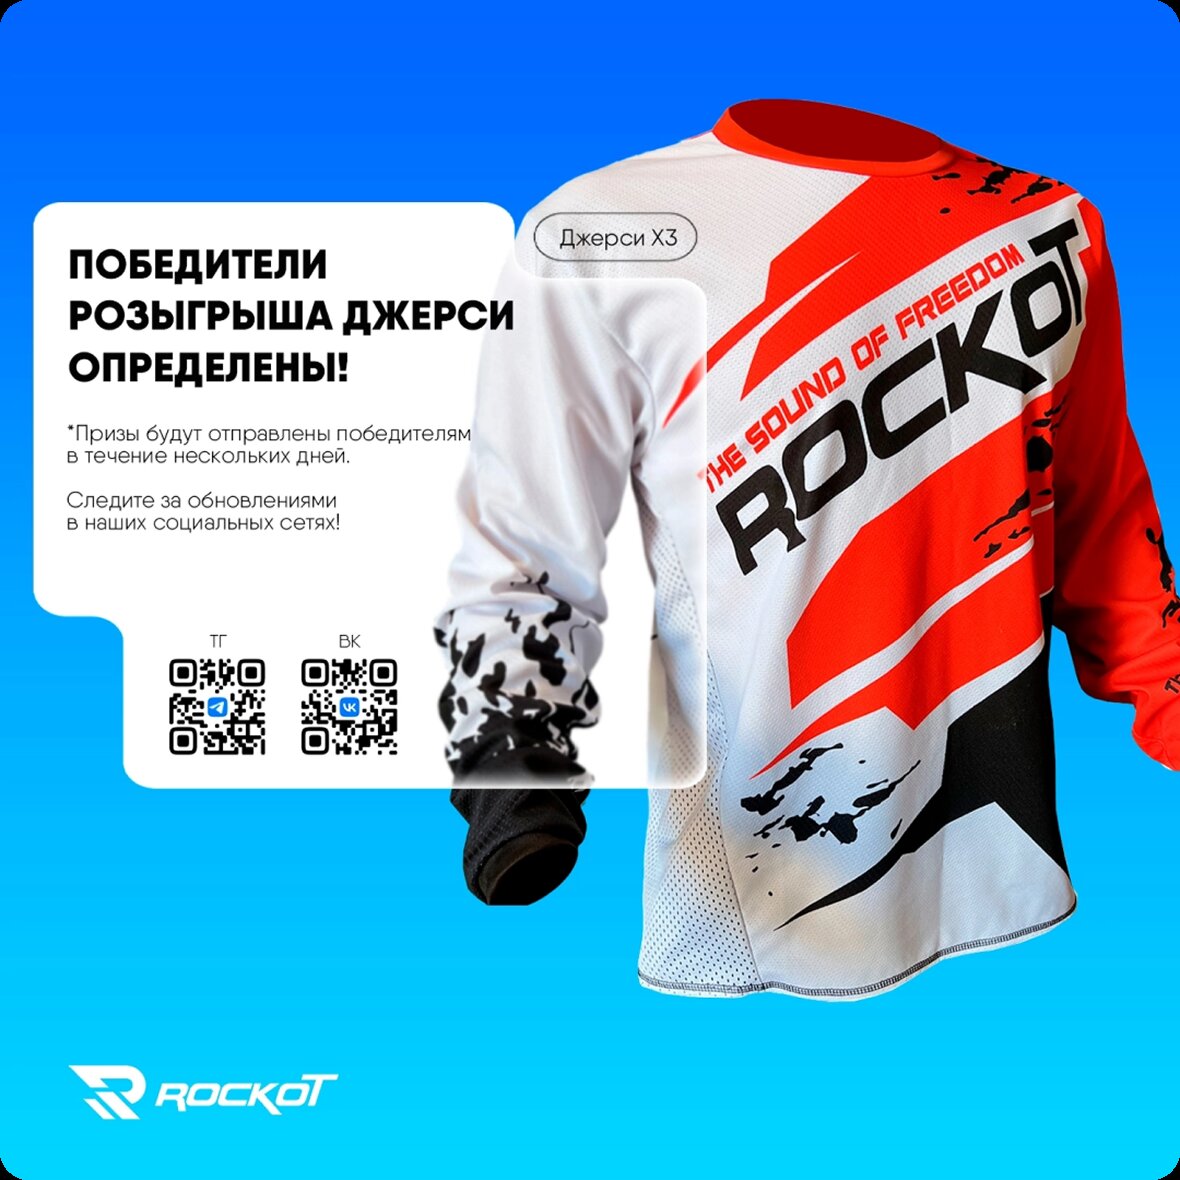 Джерси X3
ПОБЕДИТЕЛИ
РОЗЫГРЫША ДЖЕРСИ
ОПРЕДЕЛЕНЫ!
*Призы будут отправлены победителям
в течение нескольких дней.
Следите за обновлениями
в наших социальных сетях!
ТГ
ВК
THE SOUND OF FREEDOM
ROCKOT
ROCKOT